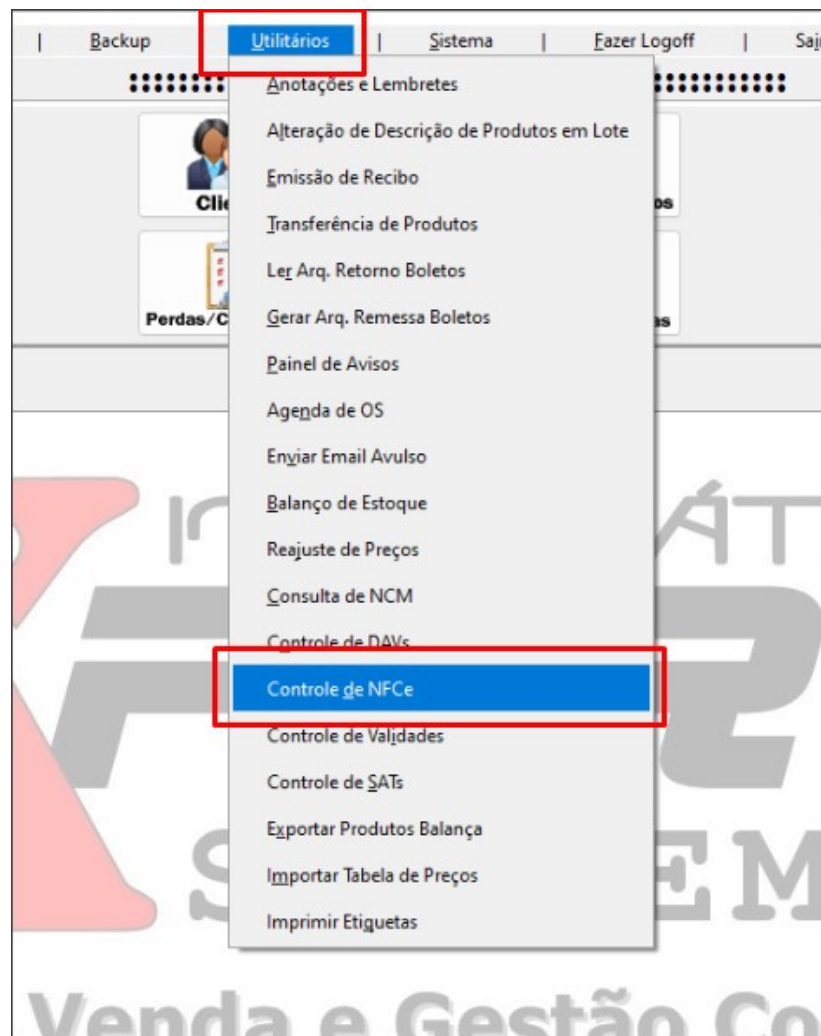 | Backup Utilitários | Sistema | Fazer Logoff | Sair
Anotações e Lembretes
Alteração de Descrição de Produtos em Lote
Emissão de Recibo
Transferência de Produtos
Ler Arq. Retorno Boletos
Gerar Arq. Remessa Boletos
Perdas/C
Painel de Avisos
Agenda de OS
Enviar Email Avulso
Balanço de Estoque
Reajuste de Preços
Consulta de NCM
Controle de DAVs
Controle de NFCe
Controle de Validades
Controle de SATs
Exportar Produtos Balança
Importar Tabela de Preços
Imprimir Etiquetas
Venda e Gestão Co